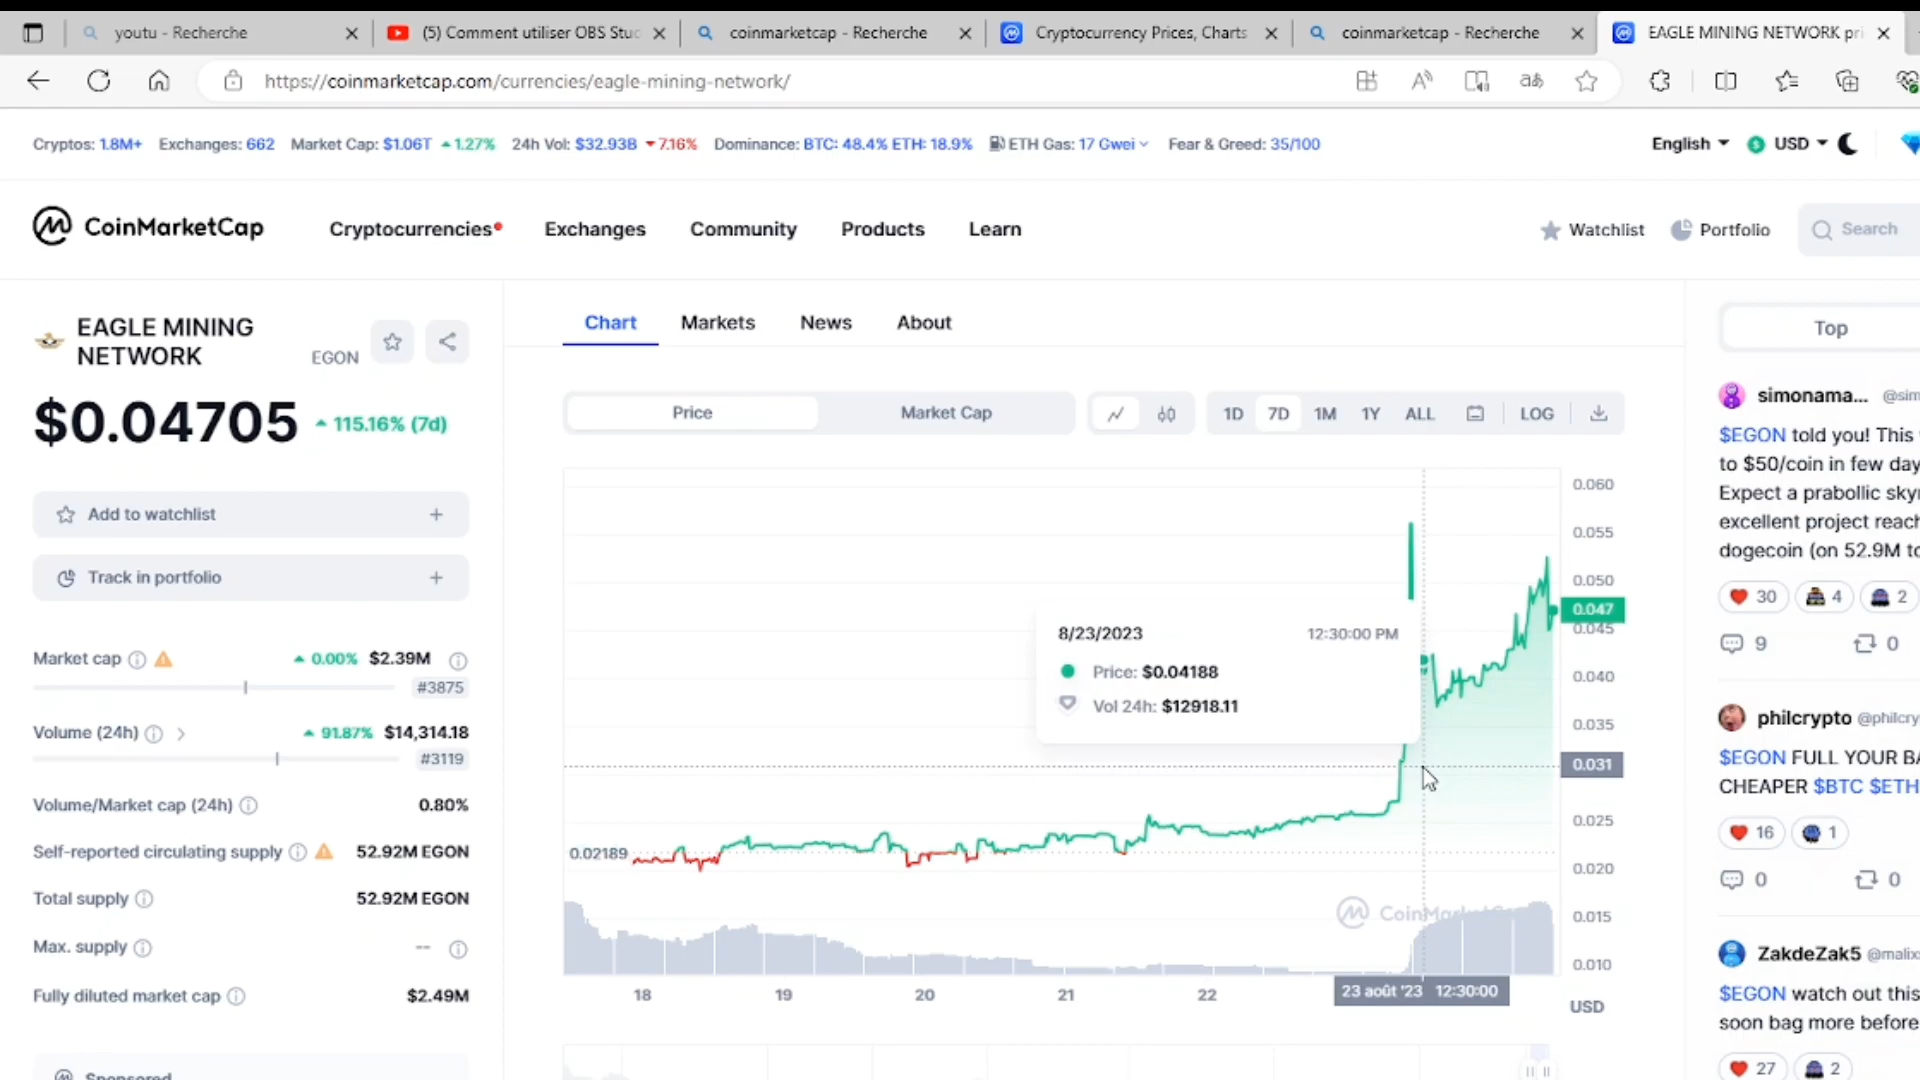 youtu - Recherche
(5) Comment utiliser OBS Stud
coinmarketcap - Recherche
Cryptocurrency Prices, Charts
coinmarketcap - Recherche
EAGLE MINING NETWORK pri
https://coinmarketcap.com/currencies/eagle-mining-network/
Cryptos: 1.8M+ Exchanges: 662 Market Cap: $1.06T 1.27% 24h Vol: $32.93B 7.16% Dominance: BTC: 48.4% ETH: 18.9% ETH Gas: 17 Gwei Fear & Greed: 35/100
English USD
CoinMarketCap
Cryptocurrencies Exchanges Community Products Learn
Watchlist Portfolio Search
EAGLE MINING
NETWORK EGON
$0.04705 115.16% (7d)
Add to watchlist +
Track in portfolio +
Market cap 0.00% $2.39M
#3875
Volume (24h) 91.87% $14,314.18
#3119
Volume/Market cap (24h) 0.80%
Self-reported circulating supply 52.92M EGON
Total supply 52.92M EGON
Max. supply --
Fully diluted market cap $2.49M
Sponsored
Chart Markets News About
Price Market Cap
1D 7D 1M 1Y ALL LOG
0.060
0.055
0.050
0.047
0.045
0.040
0.035
0.031
0.025
0.020
0.015
0.010
8/23/2023 12:30:00 PM
Price: $0.04188
Vol 24h: $12918.11
0.02189
CoinMarketC
18 19 20 21 22
23 août '23 12:30:00
USD
Top
simonama... @sim
$EGON told you! This
to $50/coin in few day
Expect a prabollic sky
excellent project reach
dogecoin (on 52.9M to
30 4 2
9 0
philcrypto @philcry
$EGON FULL YOUR BA
CHEAPER $BTC $ETH
16 1
0 0
ZakdeZak5 @malix
$EGON watch out this
soon bag more before
27 2